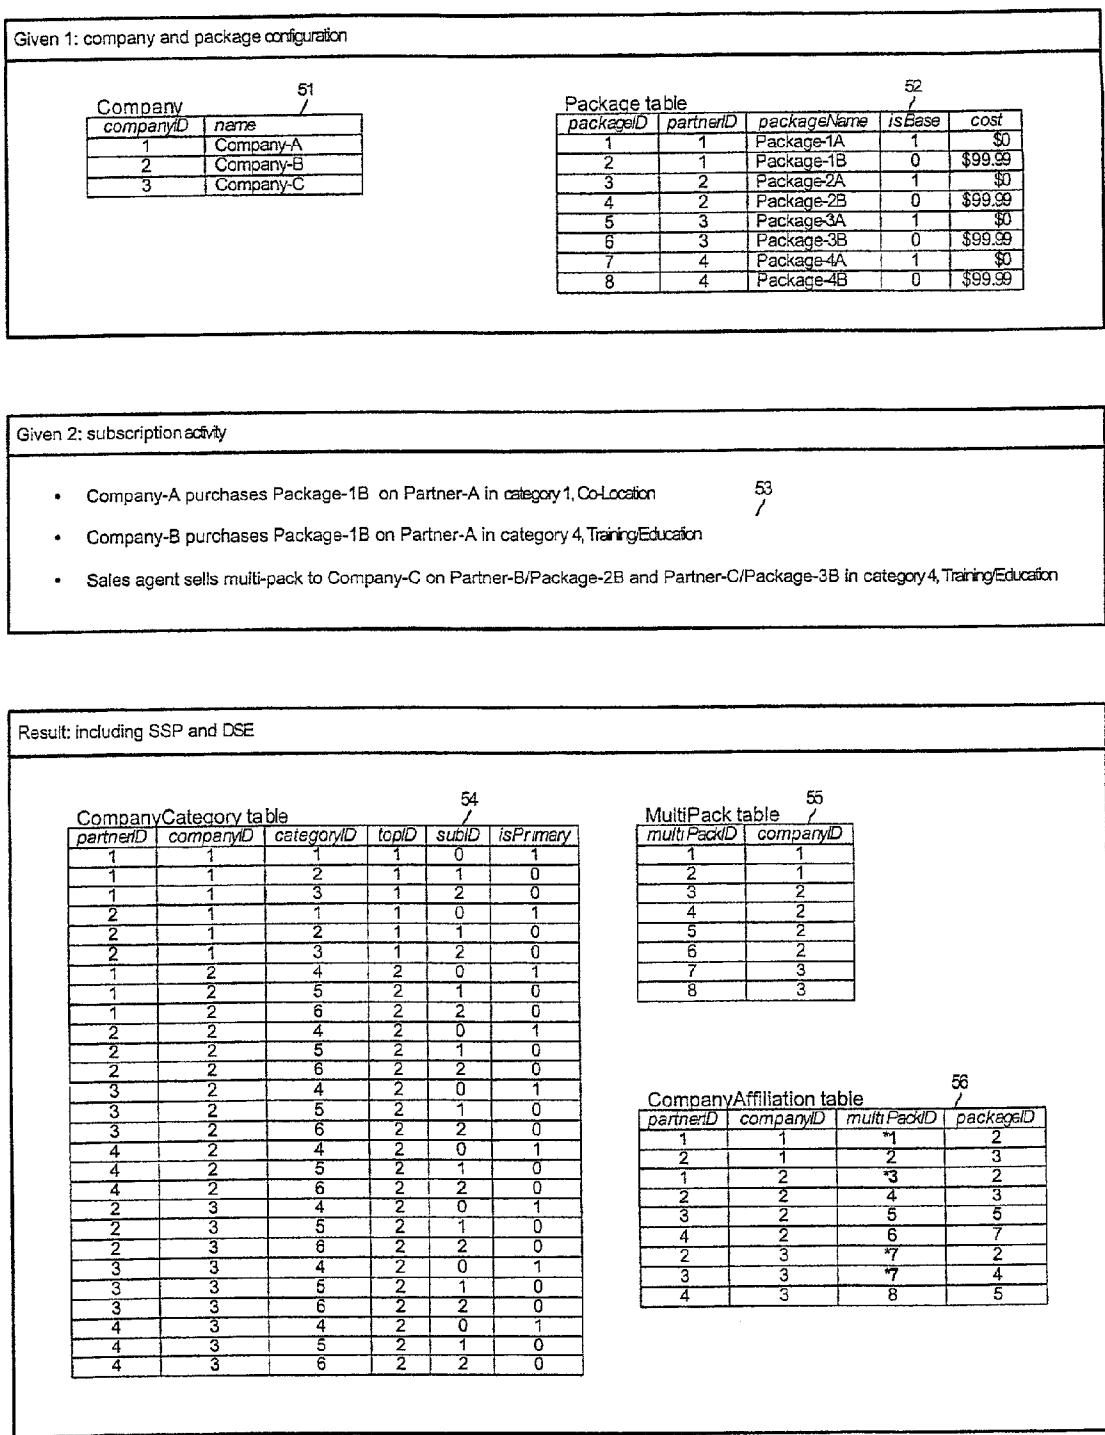 Given 1: company and package configuration
51
Company
companyID name
1 Company-A
2 Company-B
3 Company-C
52
Package table
packageID partnerID packageName isBase cost
1 1 Package-1A 1 $0
2 1 Package-1B 0 $99.99
3 2 Package-2A 1 $0
4 2 Package-2B 0 $99.99
5 3 Package-3A 1 $0
6 3 Package-3B 0 $99.99
7 4 Package-4A 1 $0
8 4 Package-4B 0 $99.99
Given 2: subscription activity
53
• Company-A purchases Package-1B on Partner-A in category 1, Co-Location
• Company-B purchases Package-1B on Partner-A in category 4, Training/Education
• Sales agent sells multi-pack to Company-C on Partner-B/Package-2B and Partner-C/Package-3B in category 4, Training/Education
Result: including SSP and DSE
54
CompanyCategory table
partnerID companyID categoryID topID subID isPrimary
1 1 1 1 0 1
1 1 2 1 1 0
1 1 3 1 2 0
2 1 1 1 0 1
2 1 2 1 1 0
2 1 3 1 2 0
1 2 4 2 0 1
1 2 5 2 1 0
1 2 6 2 2 0
2 2 4 2 0 1
2 2 5 2 1 0
2 2 6 2 2 0
3 2 4 2 0 1
3 2 5 2 1 0
3 2 6 2 2 0
4 2 4 2 0 1
4 2 5 2 1 0
4 2 6 2 2 0
2 3 4 2 0 1
2 3 5 2 1 0
2 3 6 2 2 0
3 3 4 2 0 1
3 3 5 2 1 0
3 3 6 2 2 0
4 3 4 2 0 1
4 3 5 2 1 0
4 3 6 2 2 0
55
MultiPack table
multiPackID companyID
1 1
2 1
3 2
4 2
5 2
6 2
7 3
8 3
56
CompanyAffiliation table
partnerID companyID multiPackID packageID
1 1 *1 2
2 1 2 3
1 2 *3 2
2 2 4 3
3 2 5 5
4 2 6 7
2 3 *7 2
3 3 *7 4
4 3 8 5